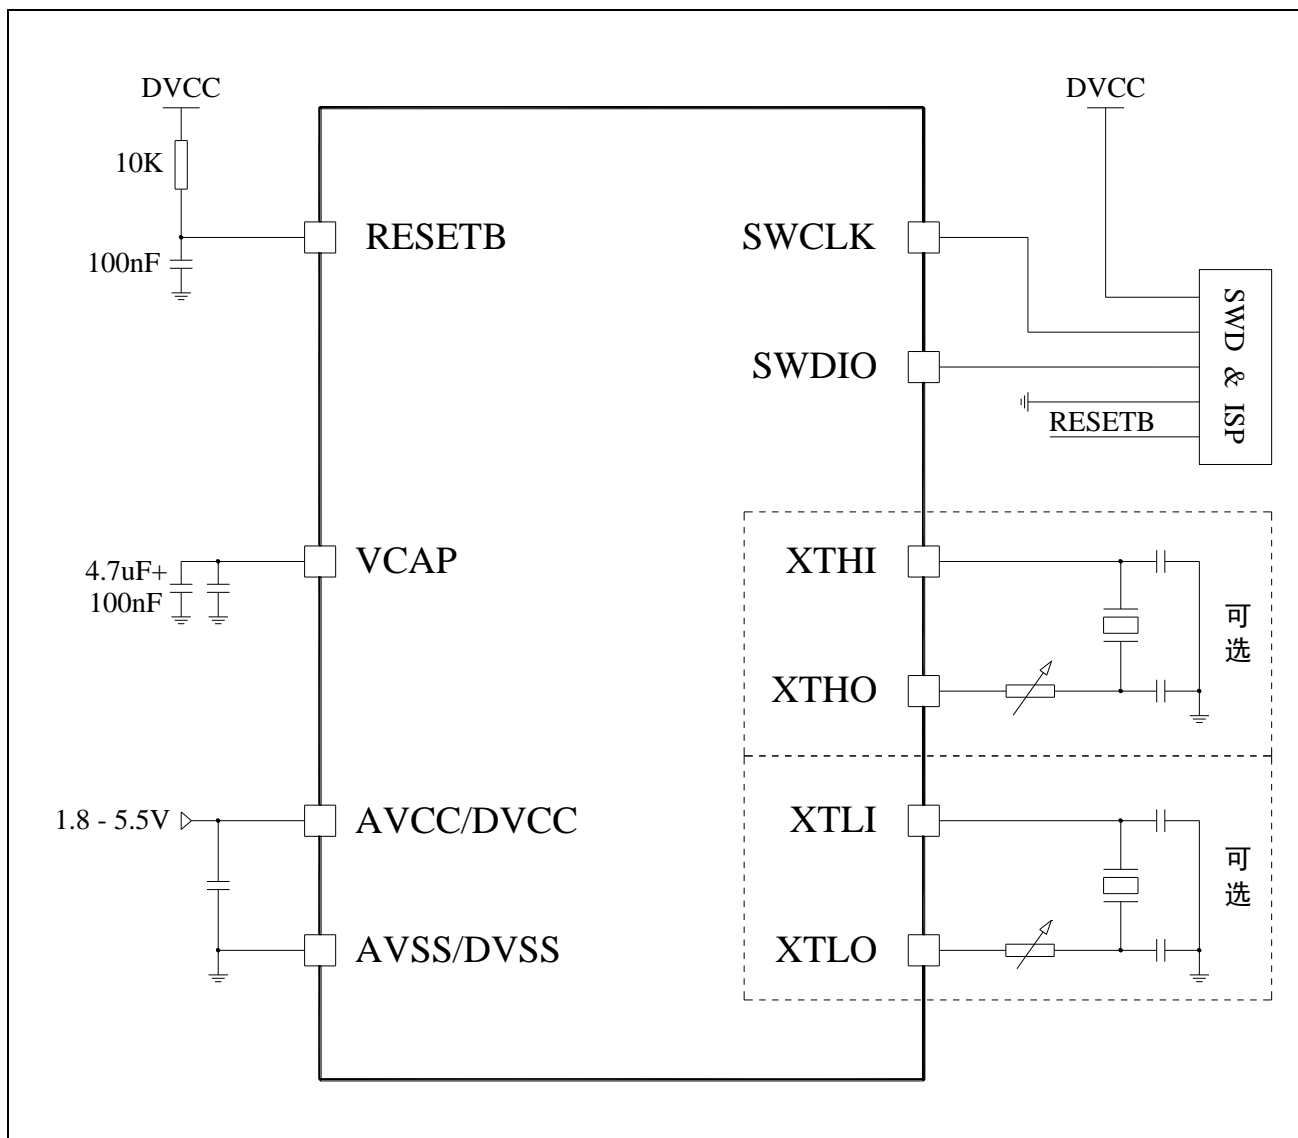 DVCC
10K
100nF
RESETB
4.7uF+
100nF
VCAP
1.8 - 5.5V
AVCC/DVCC
AVSS/DVSS
DVCC
SWCLK
SWDIO
RESETB
SWD & ISP
XTHI
XTHO
可
选
XTLI
XTLO
可
选